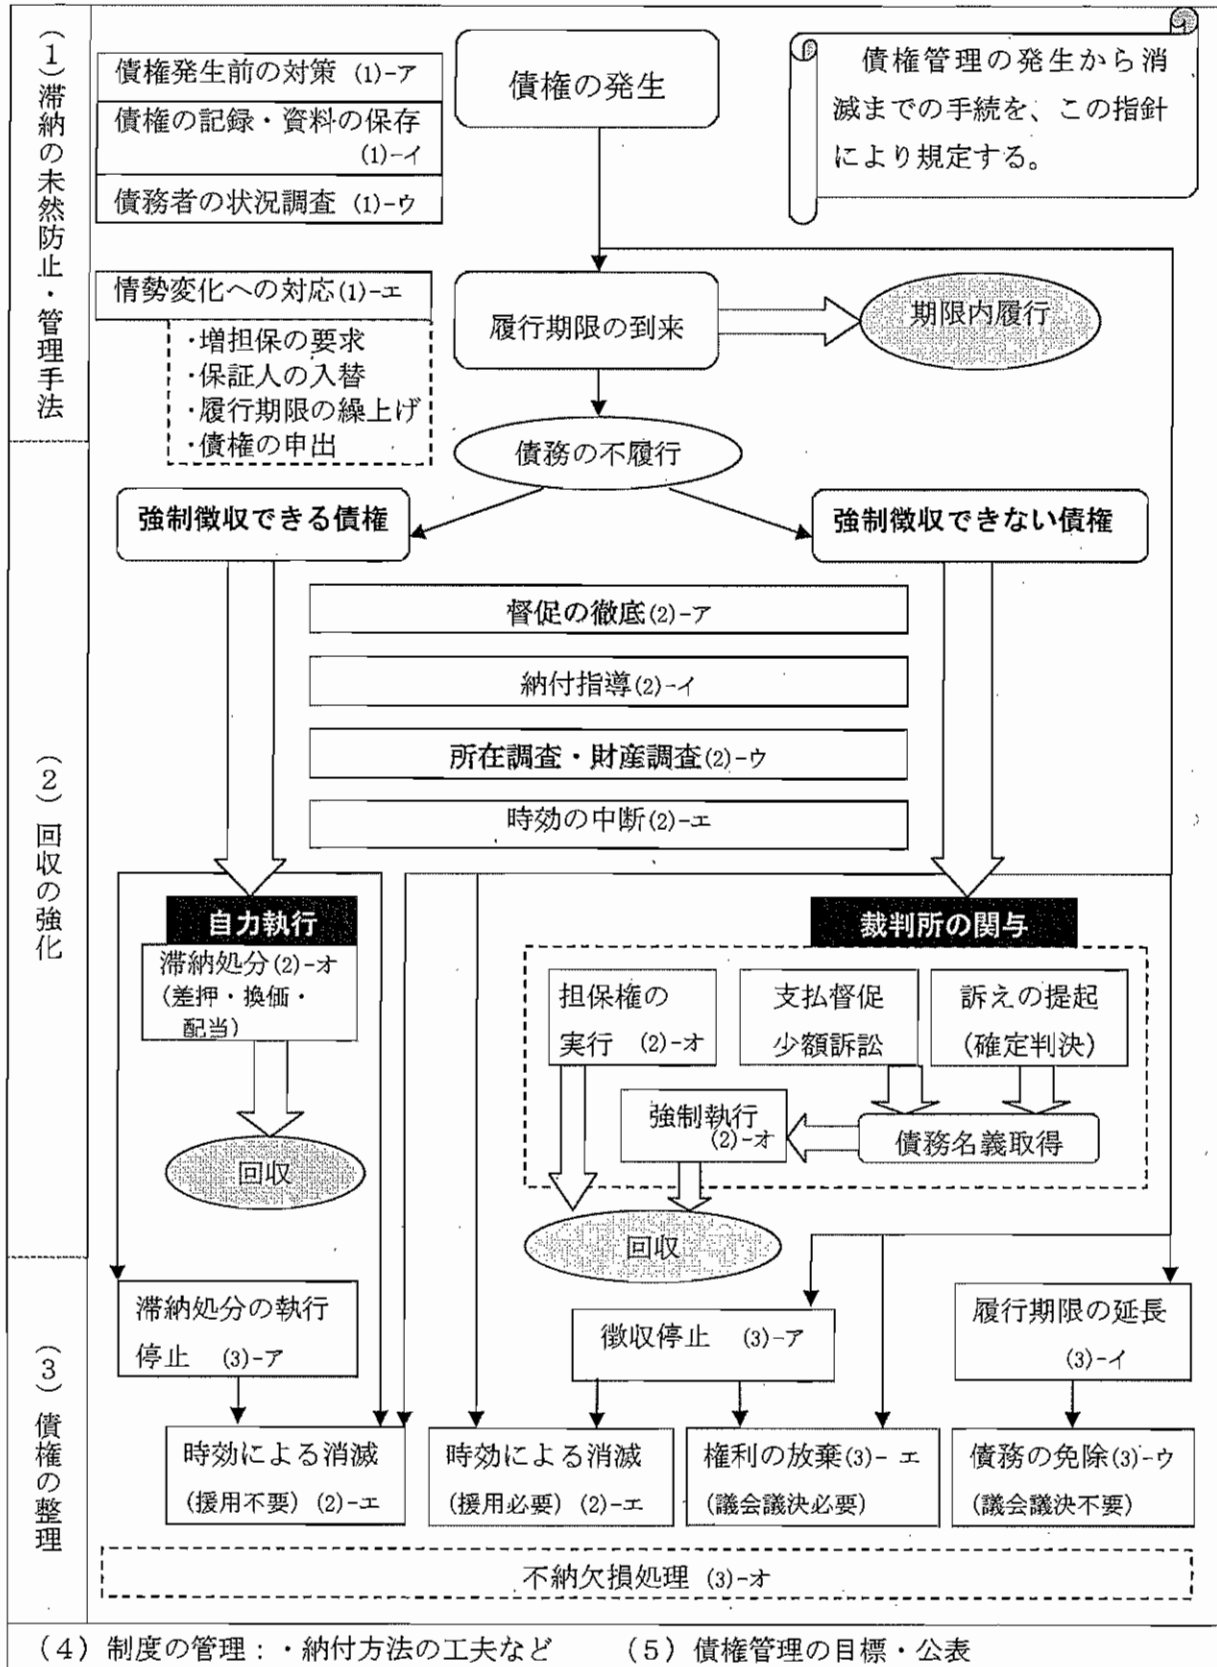 (1)滞納の未然防止・管理手法
債権発生前の対策 (1)-ア
債権の記録・資料の保存
(1)-イ
債務者の状況調査 (1)-ウ
債権の発生
債権管理の発生から消
滅までの手続を、この指針
により規定する。
情勢変化への対応(1)-エ
・増担保の要求
・保証人の入替
・履行期限の繰上げ
・債権の申出
履行期限の到来
期限内履行
債務の不履行
(2)回収の強化
強制徴収できる債権
強制徴収できない債権
督促の徹底(2)-ア
納付指導(2)-イ
所在調査・財産調査(2)-ウ
時効の中断(2)-エ
自力執行
滞納処分(2)-オ
(差押・換価・
配当)
回収
裁判所の関与
担保権の
実行 (2)-オ
支払督促
少額訴訟
訴えの提起
(確定判決)
強制執行
(2)-オ
債務名義取得
回収
(3)債権の整理
滞納処分の執行
停止 (3)-ア
徴収停止 (3)-ア
履行期限の延長
(3)-イ
時効による消滅
(援用不要) (2)-エ
時効による消滅
(援用必要) (2)-エ
権利の放棄(3)-エ
(議会議決必要)
債務の免除(3)-ウ
(議会議決不要)
不納欠損処理 (3)-オ
(4) 制度の管理：・納付方法の工夫など (5) 債権管理の目標・公表